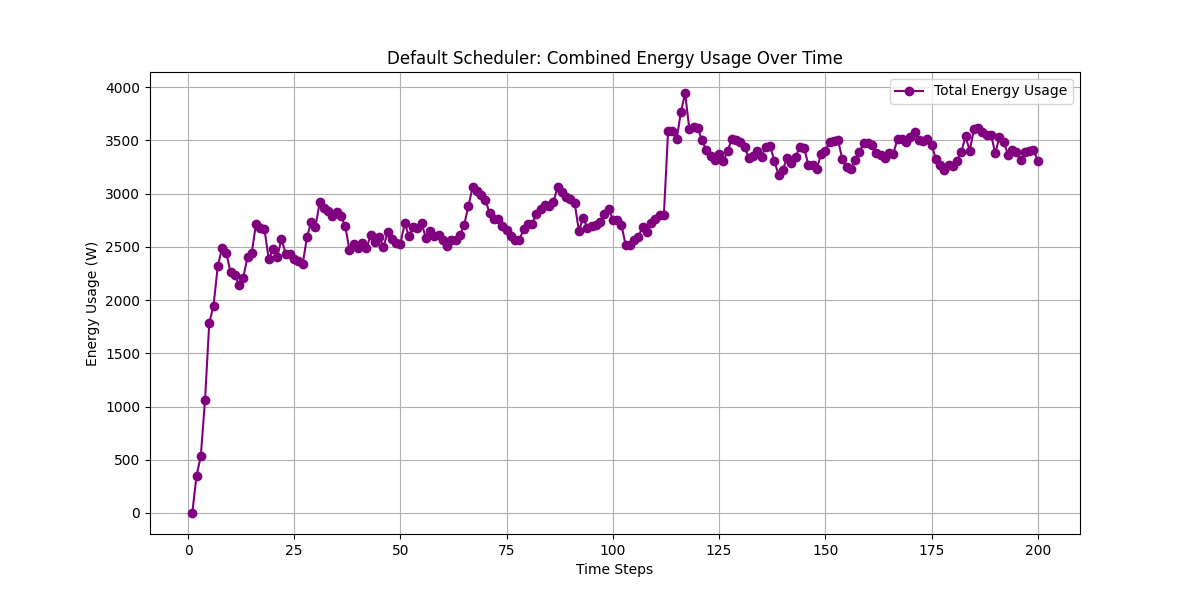 Default Scheduler: Combined Energy Usage Over Time
Total Energy Usage
Energy Usage (W)
4000
3500
3000
2500
2000
1500
1000
500
0
0 25 50 75 100 125 150 175 200
Time Steps